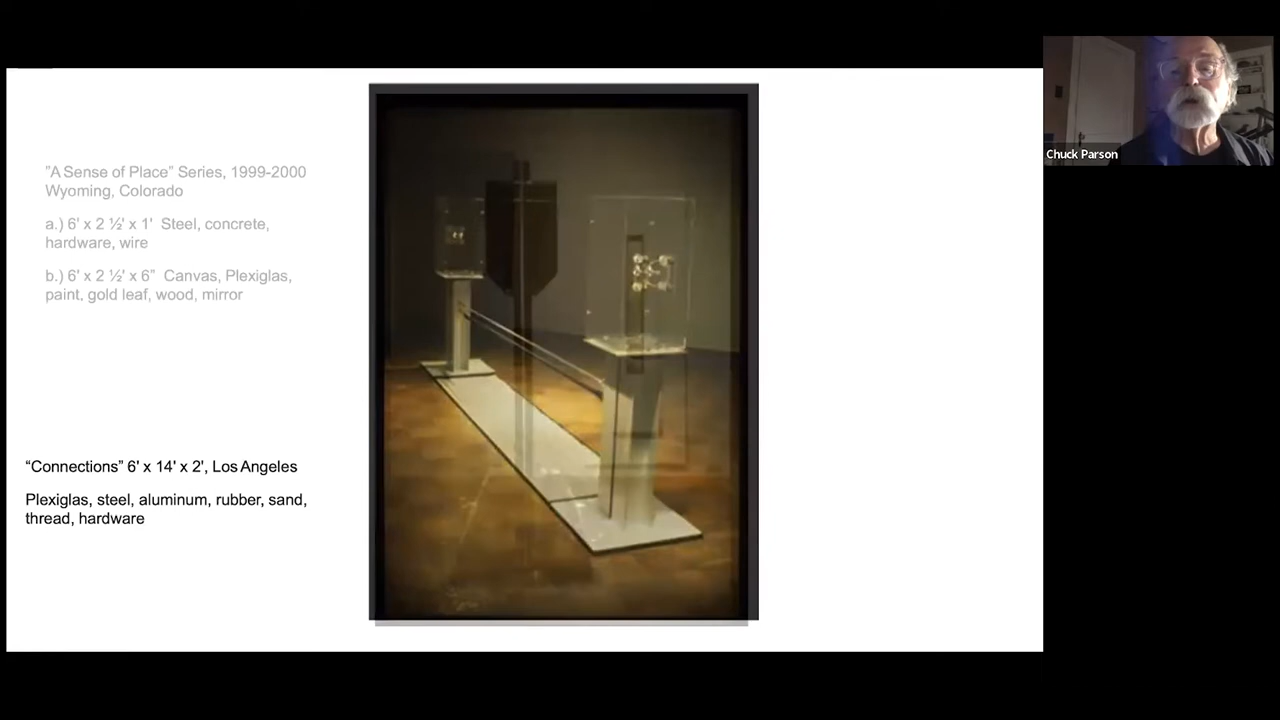 "A Sense of Place" Series, 1999-2000
Wyoming, Colorado
a.) 6' x 2 ½' x 1'  Steel, concrete,
hardware, wire
b.) 6' x 2 ½' x 6"  Canvas, Plexiglas,
paint, gold leaf, wood, mirror
“Connections” 6' x 14' x 2', Los Angeles
Plexiglas, steel, aluminum, rubber, sand,
thread, hardware
Chuck Parson